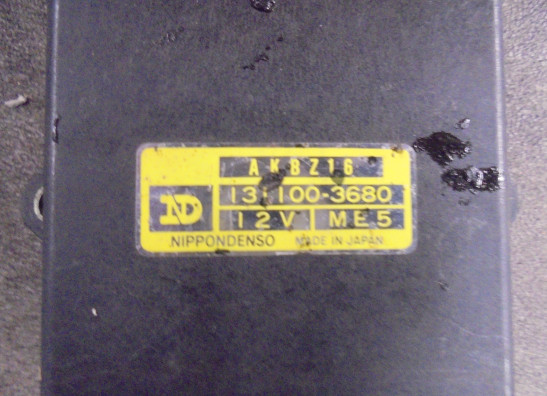 AKBZ16
131100-3680
ND
12V ME5
NIPPONDENSO MADE IN JAPAN